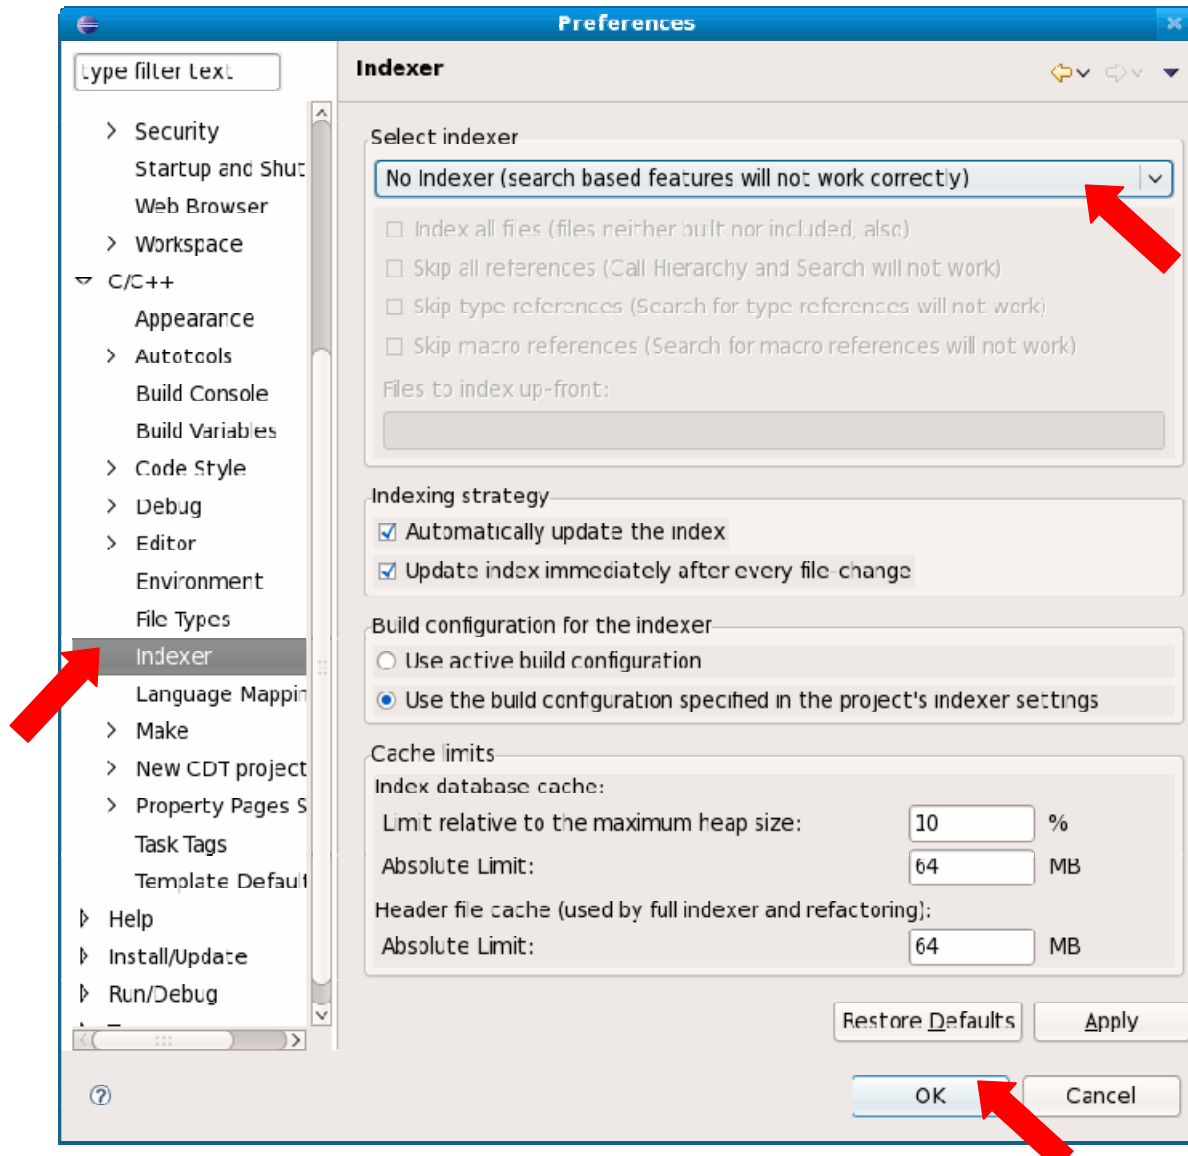 Preferences
type filter text
Indexer
Security
Startup and Shut
Web Browser
Workspace
C/C++
Appearance
Autotools
Build Console
Build Variables
Code Style
Debug
Editor
Environment
File Types
Indexer
Language Mappin
Make
New CDT project
Property Pages S
Task Tags
Template Default
Help
Install/Update
Run/Debug
Select indexer
No Indexer (search based features will not work correctly)
Index all files (files neither built nor included, also)
Skip all references (Call Hierarchy and Search will not work)
Skip type references (Search for type references will not work)
Skip macro references (Search for macro references will not work)
Files to index up-front:
Indexing strategy
Automatically update the index
Update index immediately after every file-change
Build configuration for the indexer
Use active build configuration
Use the build configuration specified in the project's indexer settings
Cache limits
Index database cache:
Limit relative to the maximum heap size: 10 %
Absolute Limit: 64 MB
Header file cache (used by full indexer and refactoring):
Absolute Limit: 64 MB
Restore Defaults Apply
OK Cancel